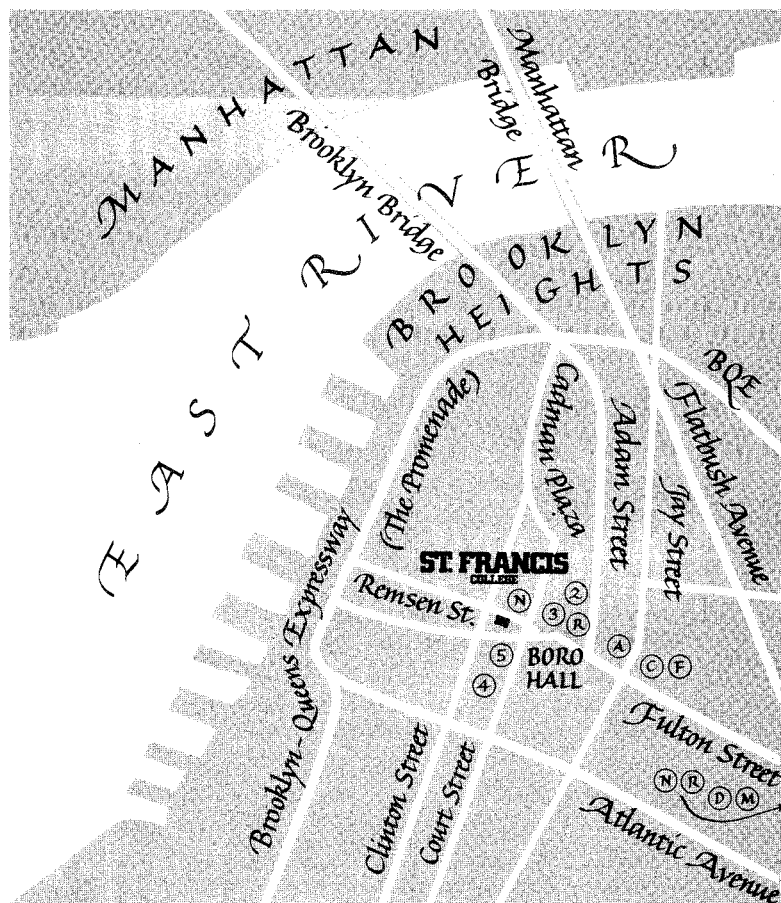 MANHATTAN
Manhattan
Bridge
Brooklyn Bridge
EAST RIVER
BROOKLYN
HEIGHTS
BQE
(The Promenade)
Cadman Plaza
Adam Street
Flatbush Avenue
Jay Street
Brooklyn-Queens Expressway
ST. FRANCIS
COLLEGE
Remsen St.
N
2
3
R
5
4
BORO
HALL
A
C F
Fulton Street
N R D M
Clinton Street
Court Street
Atlantic Avenue